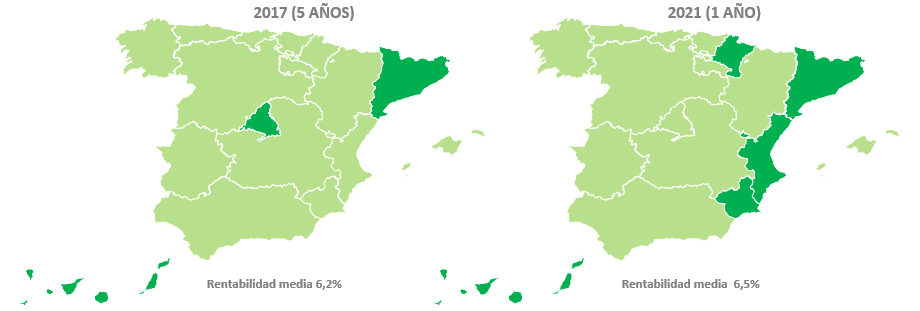 2017 (5 AÑOS)
2021 (1 AÑO)
Rentabilidad media 6,2%
Rentabilidad media 6,5%